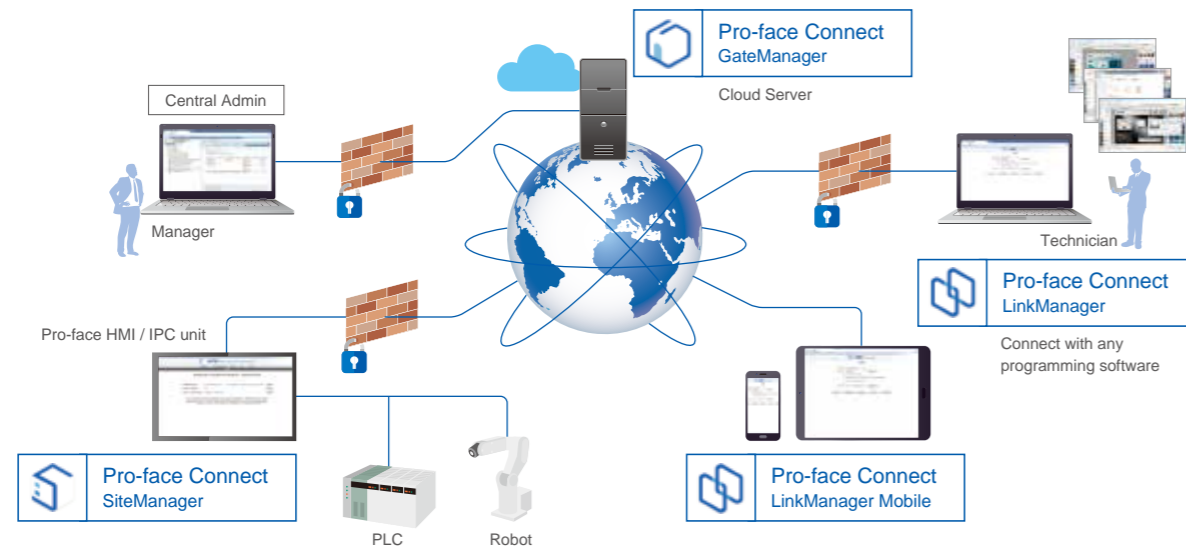 Pro-face Connect
GateManager
Cloud Server
Central Admin
Manager
Technician
Pro-face Connect
LinkManager
Connect with any
programming software
Pro-face HMI / IPC unit
Pro-face Connect
SiteManager
PLC
Robot
Pro-face Connect
LinkManager Mobile